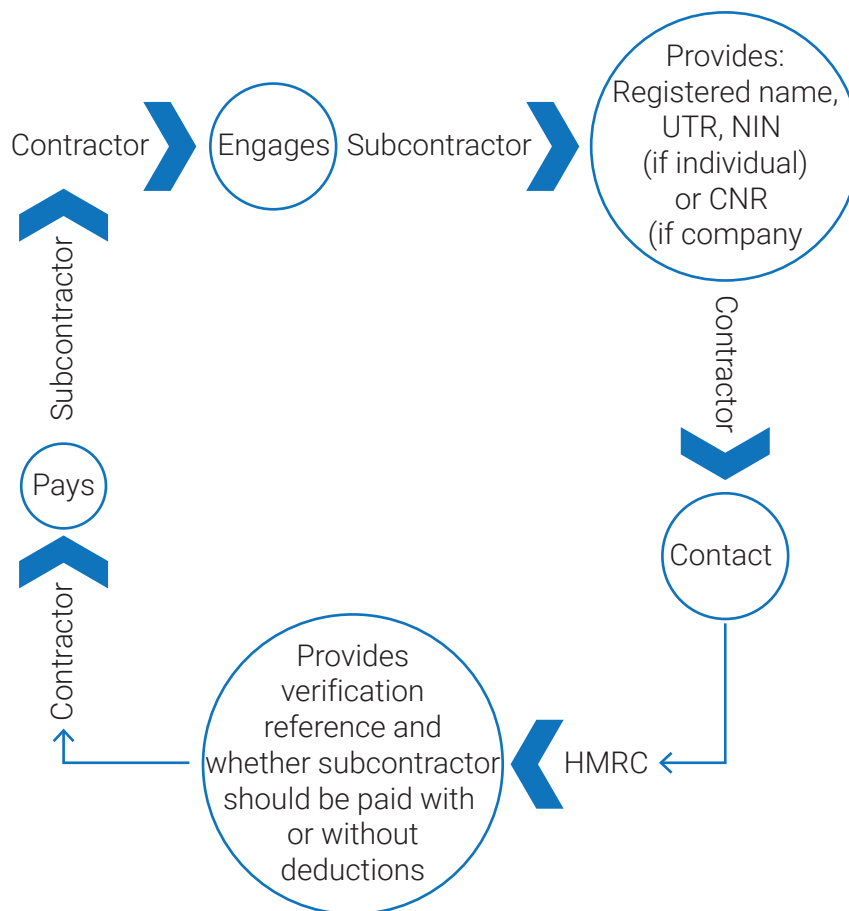 Contractor
Engages
Subcontractor
Provides:
Registered name,
UTR, NIN
(if individual)
or CNR
(if company
Contractor
Contact
HMRC
Provides
verification
reference and
whether subcontractor
should be paid with
or without
deductions
Contractor
Pays
Subcontractor